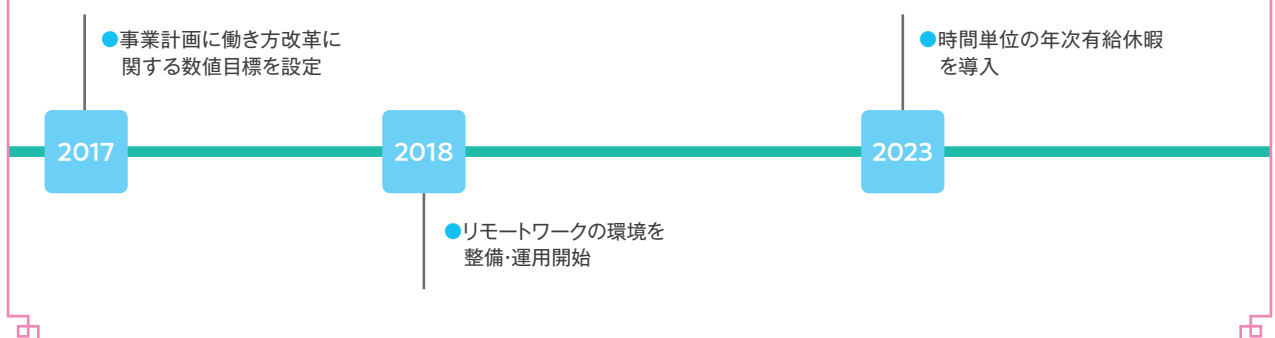 ●事業計画に働き方改革に
関する数値目標を設定
●時間単位の年次有給休暇
を導入
2017
2018
2023
●リモートワークの環境を
整備・運用開始